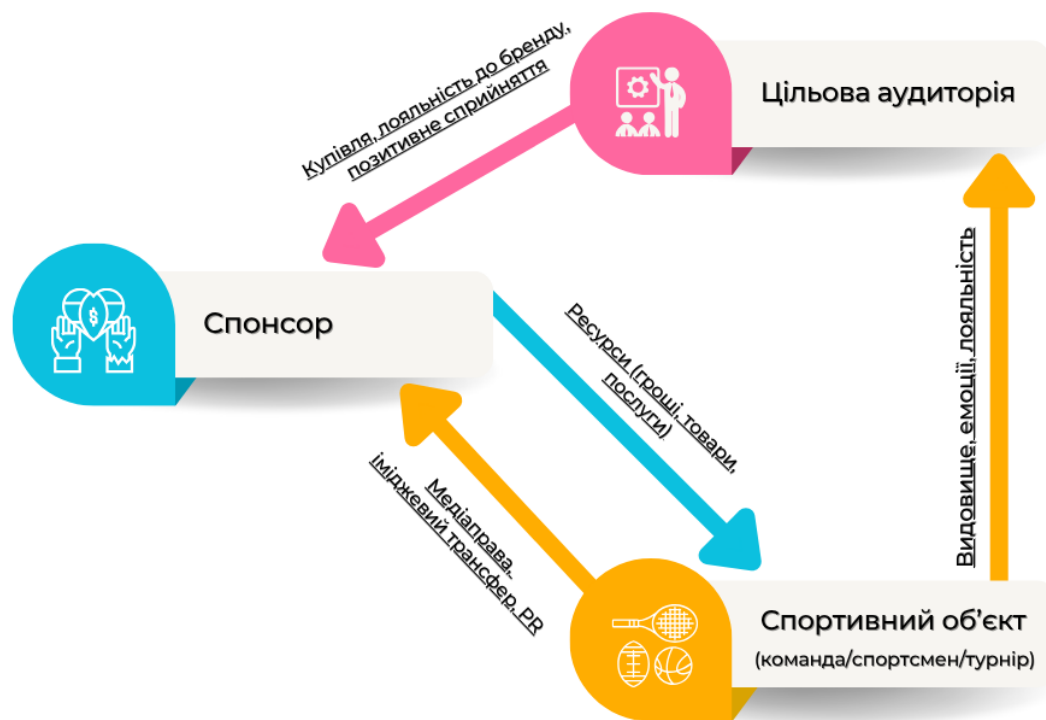 Купівля, лояльність до бренду,
позитивне сприйняття
Цільова аудиторія
Спонсор
Ресурси (гроші, товари,
послуги)
Видовище, емоції, лояльність
Медіаправа,
іміджевий трансфер, PR
$
Спортивний об’єкт
(команда/спортсмен/турнір)